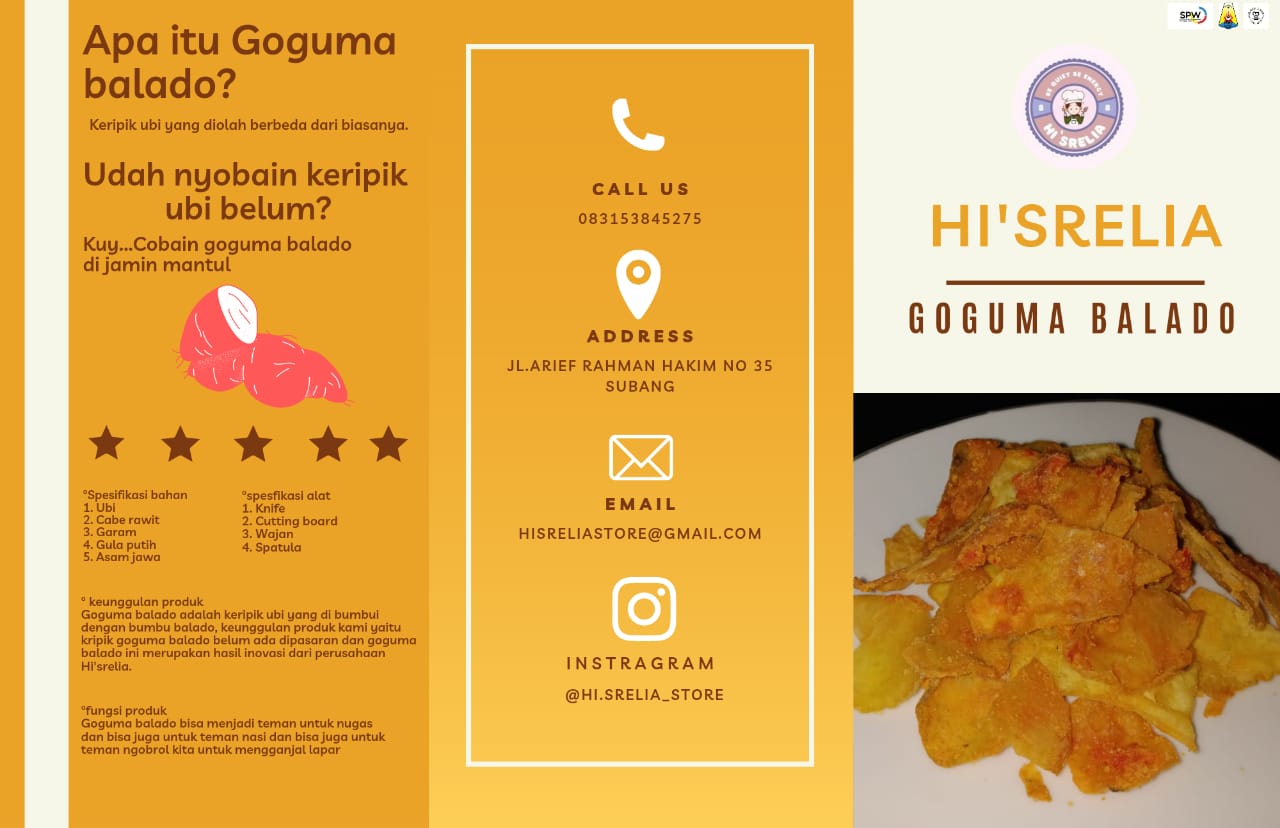 Apa itu Goguma
balado?
Keripik ubi yang diolah berbeda dari biasanya.
Udah nyobain keripik
ubi belum?
Kuy...Cobain goguma balado
di jamin mantul
°Spesifikasi bahan
1. Ubi
2. Cabe rawit
3. Garam
4. Gula putih
5. Asam jawa
°spesfikasi alat
1. Knife
2. Cutting board
3. Wajan
4. Spatula
° keunggulan produk
Goguma balado adalah keripik ubi yang di bumbui
dengan bumbu balado, keunggulan produk kami yaitu
kripik goguma balado belum ada dipasaran dan goguma
balado ini merupakan hasil inovasi dari perusahaan
Hi'srelia.
°fungsi produk
Goguma balado bisa menjadi teman untuk nugas
dan bisa juga untuk teman nasi dan bisa juga untuk
teman ngobrol kita untuk mengganjal lapar
CALL US
083153845275
ADDRESS
JL.ARIEF RAHMAN HAKIM NO 35
SUBANG
EMAIL
HISRELIASTORE@GMAIL.COM
INSTRAGRAM
@HI.SRELIA_STORE
SPW
BE QUIET BE ENERGY
8 8
HI'SRELIA
HI'SRELIA
GOGUMA BALADO